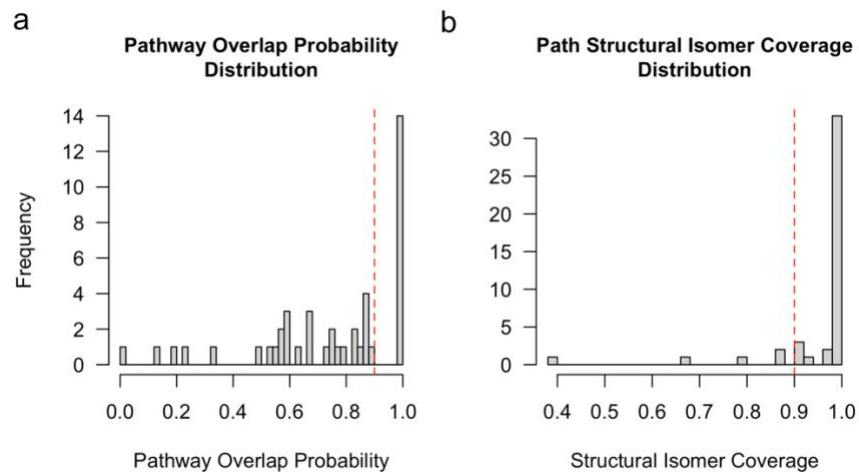 a
Pathway Overlap Probability
Distribution
14
12
10
8
6
4
2
0
Frequency
0.0 0.2 0.4 0.6 0.8 1.0
Pathway Overlap Probability
b
Path Structural Isomer Coverage
Distribution
30
25
20
15
10
5
0
0.4 0.5 0.6 0.7 0.8 0.9 1.0
Structural Isomer Coverage